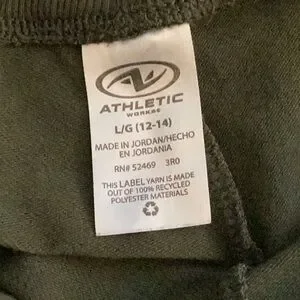 ATHLETIC
WORKS
L/G (12-14)
MADE IN JORDAN/HECHO
EN JORDANIA
RN# 52469 3R0
THIS LABEL YARN IS MADE
OUT OF 100% RECYCLED
POLYESTER MATERIALS